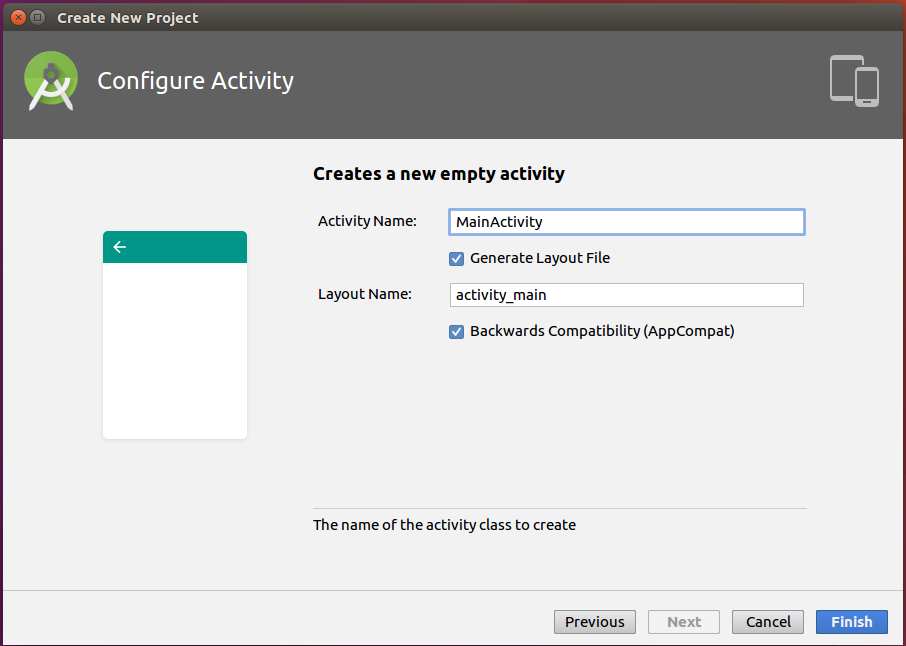 Create New Project
Configure Activity
Creates a new empty activity
Activity Name: MainActivity
Generate Layout File
Layout Name: activity_main
Backwards Compatibility (AppCompat)
The name of the activity class to create
Previous Next Cancel Finish